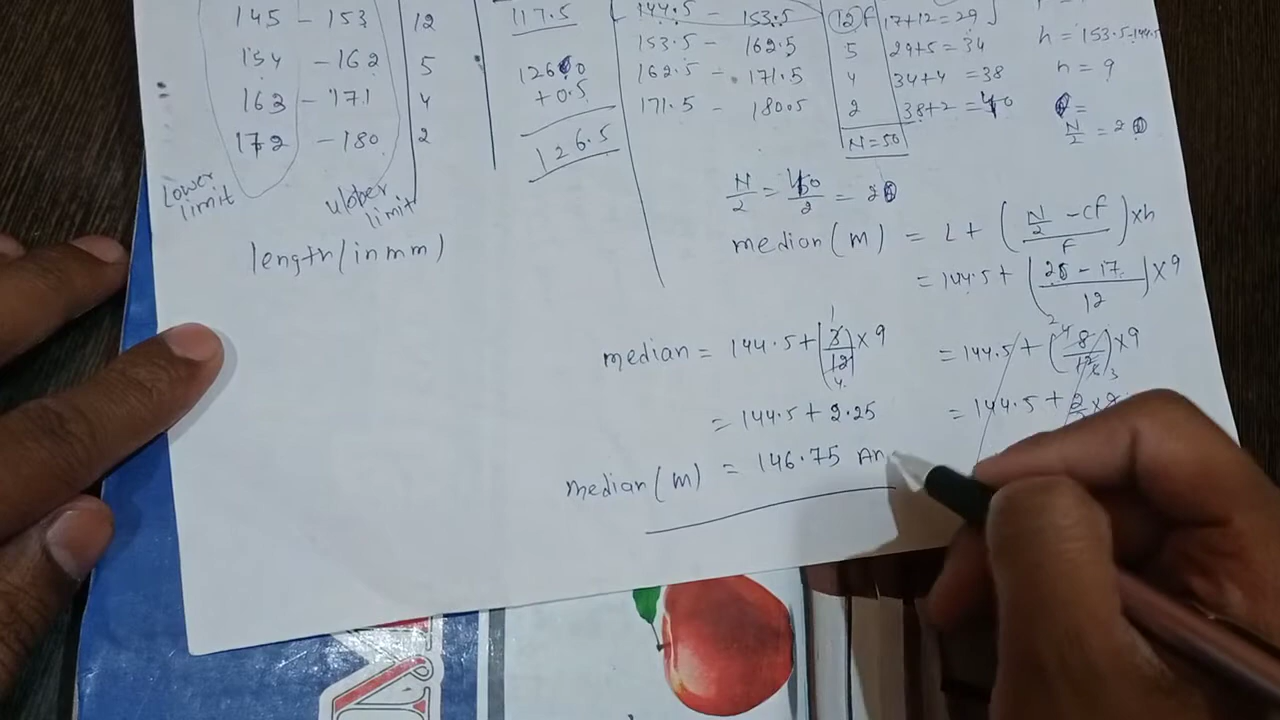 145 - 153 12
154 - 162 5
163 - 171 4
172 - 180 2
Lower limit
upper limit
length (in mm)
117.5
126.0
+ 0.5
126.5
144.5 - 153.5 12 f 17+12 = 29
153.5 - 162.5 5 29+5 = 34
162.5 - 171.5 4 34+4 = 38
171.5 - 180.5 2 38+2 = 40
N = 50
h = 153.5-144.5
h = 9
N/2 = 20
N/2 = 40/2 = 20
median (m) = L + (N/2 - CF / F) × h
= 144.5 + (20 - 17 / 12) × 9
= 144.5 + (8/12) × 9
= 144.5 +
median = 144.5 + (3/12) × 9
= 144.5 + 2.25
median (m) = 146.75 An